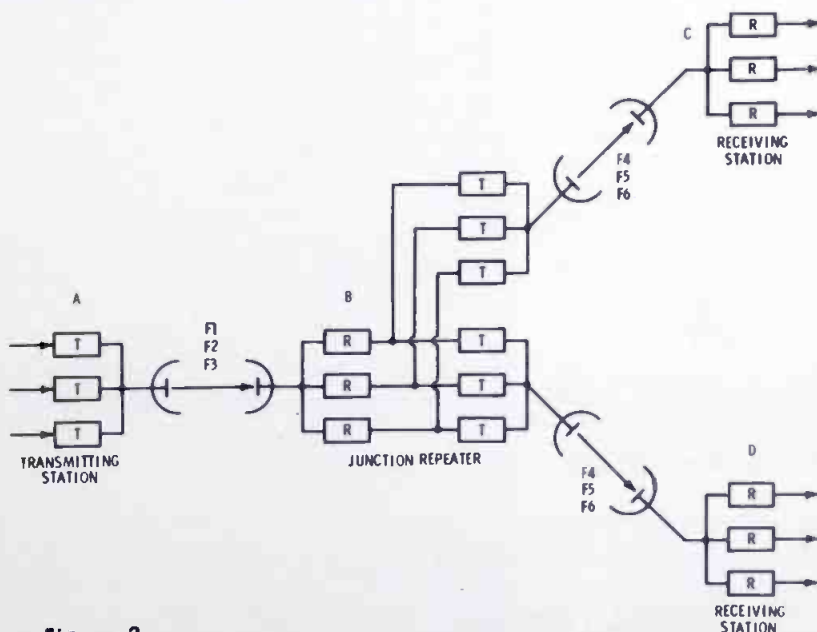 C
R
R
R
RECEIVING
STATION
F4
F5
F6
T
T
T
A
T
T
T
TRANSMITTING
STATION
F1
F2
F3
B
R
R
R
T
T
T
JUNCTION REPEATER
F4
F5
F6
D
R
R
R
RECEIVING
STATION